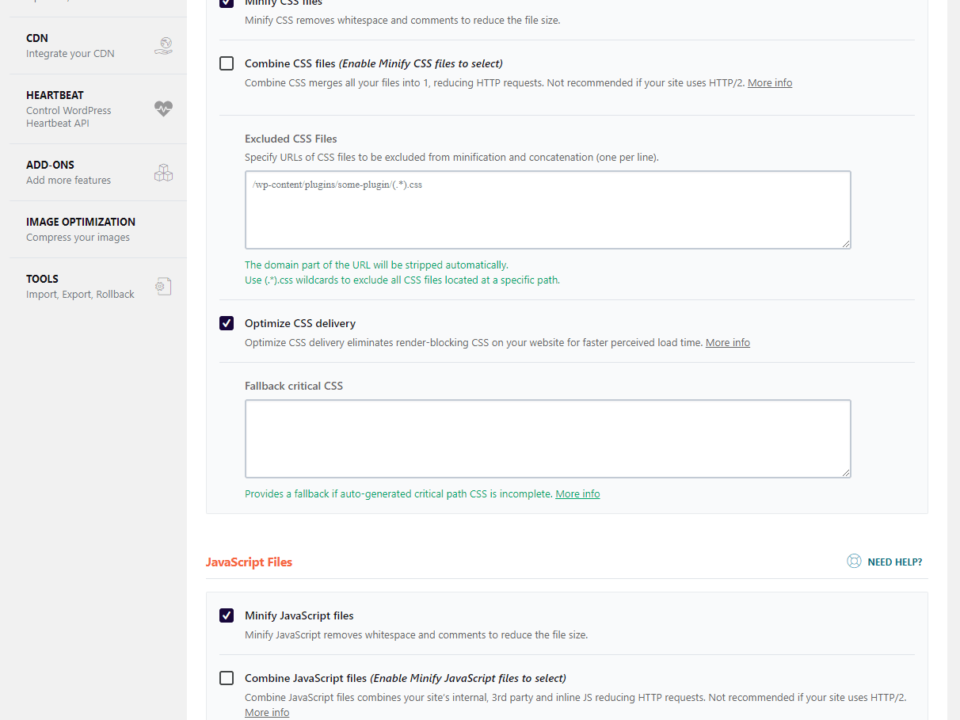 CDN
Integrate your CDN
HEARTBEAT
Control WordPress
Heartbeat API
ADD-ONS
Add more features
IMAGE OPTIMIZATION
Compress your images
TOOLS
Import, Export, Rollback
Minify CSS files
Minify CSS removes whitespace and comments to reduce the file size.
Combine CSS files (Enable Minify CSS files to select)
Combine CSS merges all your files into 1, reducing HTTP requests. Not recommended if your site uses HTTP/2. More info
Excluded CSS Files
Specify URLs of CSS files to be excluded from minification and concatenation (one per line).
/wp-content/plugins/some-plugin/(.*).css
The domain part of the URL will be stripped automatically.
Use (.*).css wildcards to exclude all CSS files located at a specific path.
Optimize CSS delivery
Optimize CSS delivery eliminates render-blocking CSS on your website for faster perceived load time. More info
Fallback critical CSS
Provides a fallback if auto-generated critical path CSS is incomplete. More info
JavaScript Files
NEED HELP?
Minify JavaScript files
Minify JavaScript removes whitespace and comments to reduce the file size.
Combine JavaScript files (Enable Minify JavaScript files to select)
Combine JavaScript files combines your site's internal, 3rd party and inline JS reducing HTTP requests. Not recommended if your site uses HTTP/2.
More info